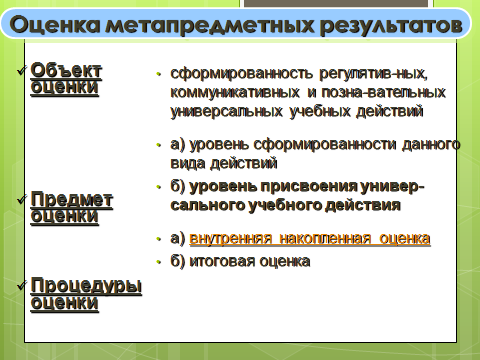 Оценка метапредметных результатов
✓ Объект
оценки
• сформированность регулятив-ных,
коммуникативных и позна-вательных
универсальных учебных действий
• а) уровень сформированности данного
вида действий
✓ Предмет
оценки
• б) уровень присвоения универ-
сального учебного действия
• а) внутренняя накопленная оценка
• б) итоговая оценка
✓ Процедуры
оценки